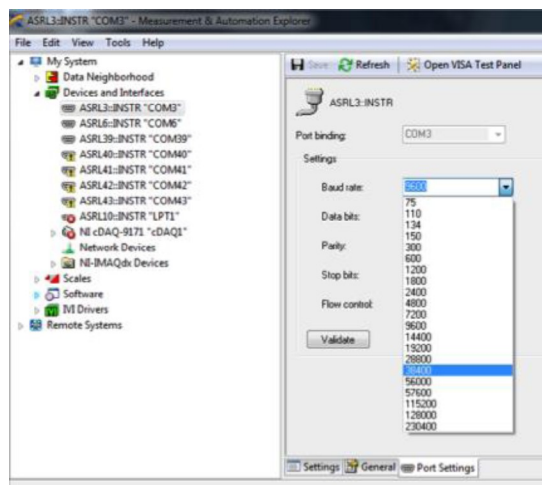 ASRL3::INSTR "COM3" - Measurement & Automation Explorer
File Edit View Tools Help
My System
Data Neighborhood
Devices and Interfaces
ASRL3::INSTR "COM3"
ASRL6::INSTR "COM6"
ASRL39::INSTR "COM39"
ASRL40::INSTR "COM40"
ASRL41::INSTR "COM41"
ASRL42::INSTR "COM42"
ASRL43::INSTR "COM43"
ASRL10::INSTR "LPT1"
NI cDAQ-9171 "cDAQ1"
Network Devices
NI-IMAQdx Devices
Scales
Software
IVI Drivers
Remote Systems
Save Refresh Open VISA Test Panel
ASRL3::INSTR
Port binding: COM3
Settings
Baud rate: 9600
Data bits:
Parity:
Stop bits:
Flow control:
Validate
75
110
134
150
300
600
1200
1800
2400
4800
7200
9600
14400
19200
28800
38400
56000
57600
115200
128000
230400
Settings General Port Settings